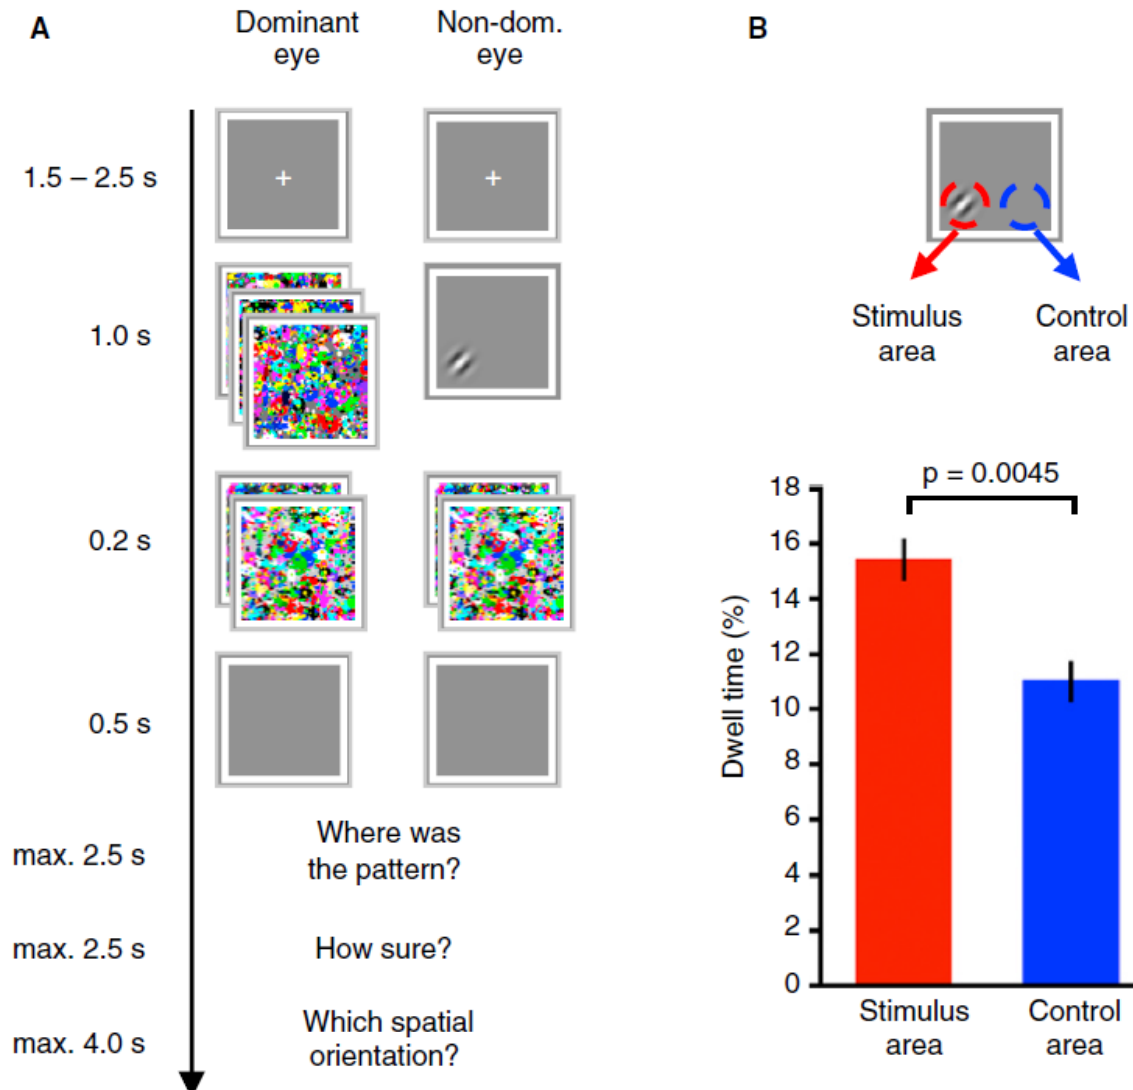 A
Dominant
eye
Non-dom.
eye
1.5 – 2.5 s
1.0 s
0.2 s
0.5 s
max. 2.5 s
Where was
the pattern?
max. 2.5 s
How sure?
max. 4.0 s
Which spatial
orientation?
B
Stimulus
area
Control
area
p = 0.0045
Dwell time (%)
18
16
14
12
10
8
6
4
2
0
Stimulus
area
Control
area